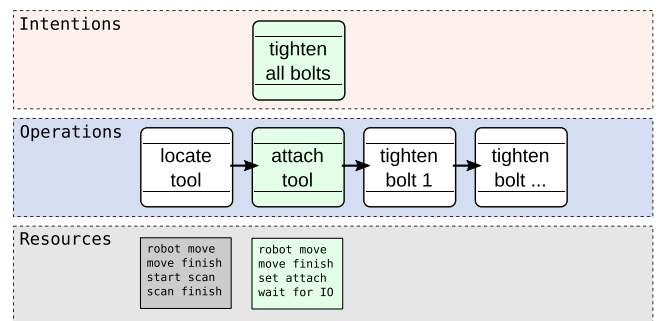 Intentions
tighten
all bolts
Operations
locate
tool
attach
tool
tighten
bolt 1
tighten
bolt ...
Resources
robot move
move finish
start scan
scan finish
robot move
move finish
set attach
wait for IO